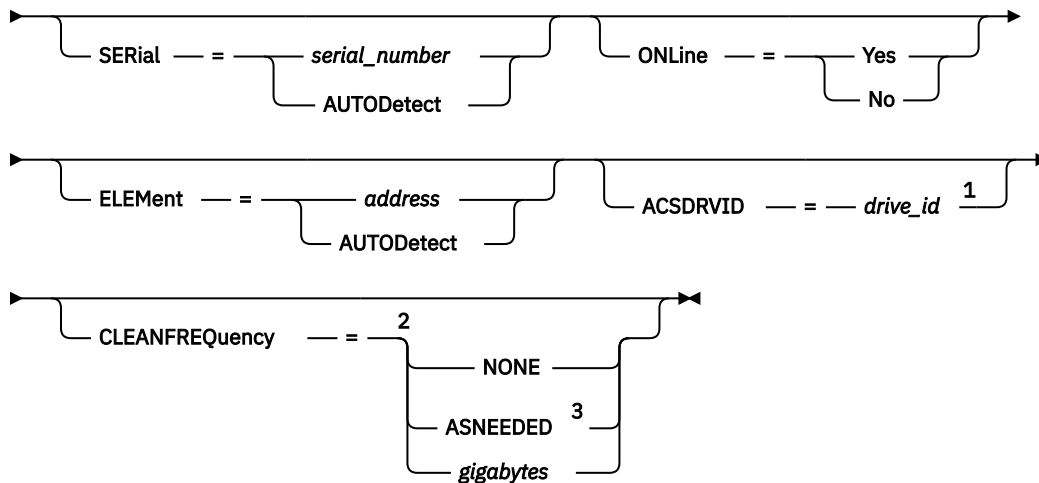 SERial = serial_number
AUTODetect
ONLine = Yes
No
ELEMent = address
AUTODetect
ACSDRVID = drive_id 1
CLEANFREQuency = 2
NONE
ASNEEDED 3
gigabytes